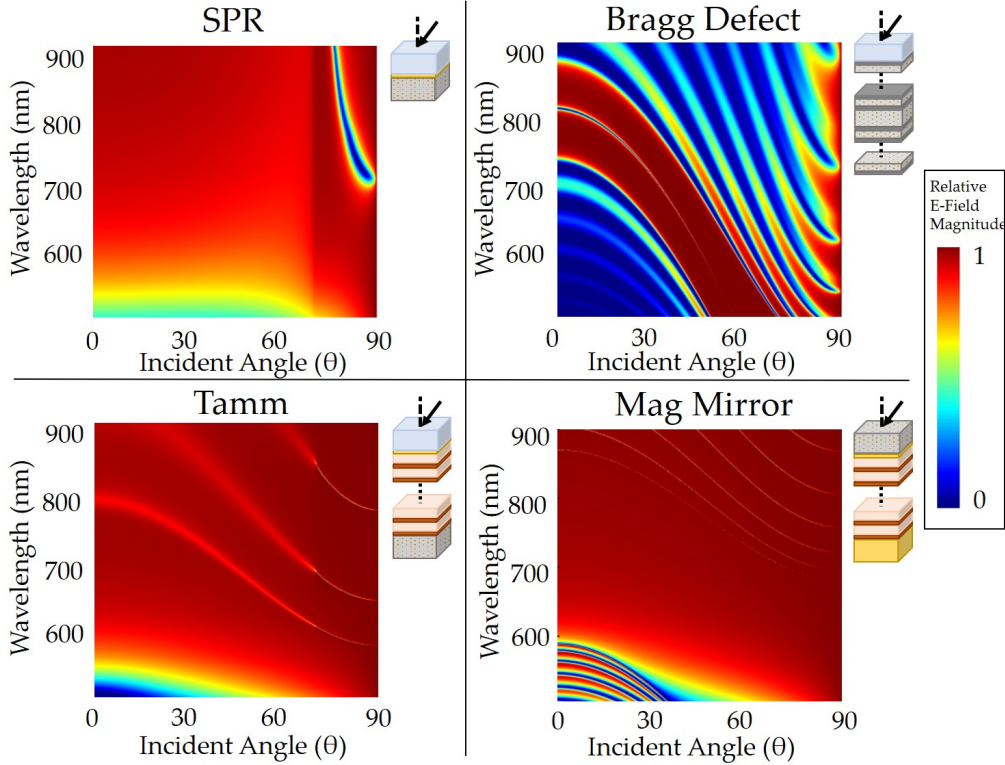 SPR
Wavelength (nm)
900
800
700
600
0
30
60
90
Incident Angle (θ)
Bragg Defect
Wavelength (nm)
900
800
700
600
0
30
60
90
Incident Angle (θ)
Relative
E-Field
Magnitude
1
0
Tamm
Wavelength (nm)
900
800
700
600
0
30
60
90
Incident Angle (θ)
Mag Mirror
Wavelength (nm)
900
800
700
600
0
30
60
90
Incident Angle (θ)